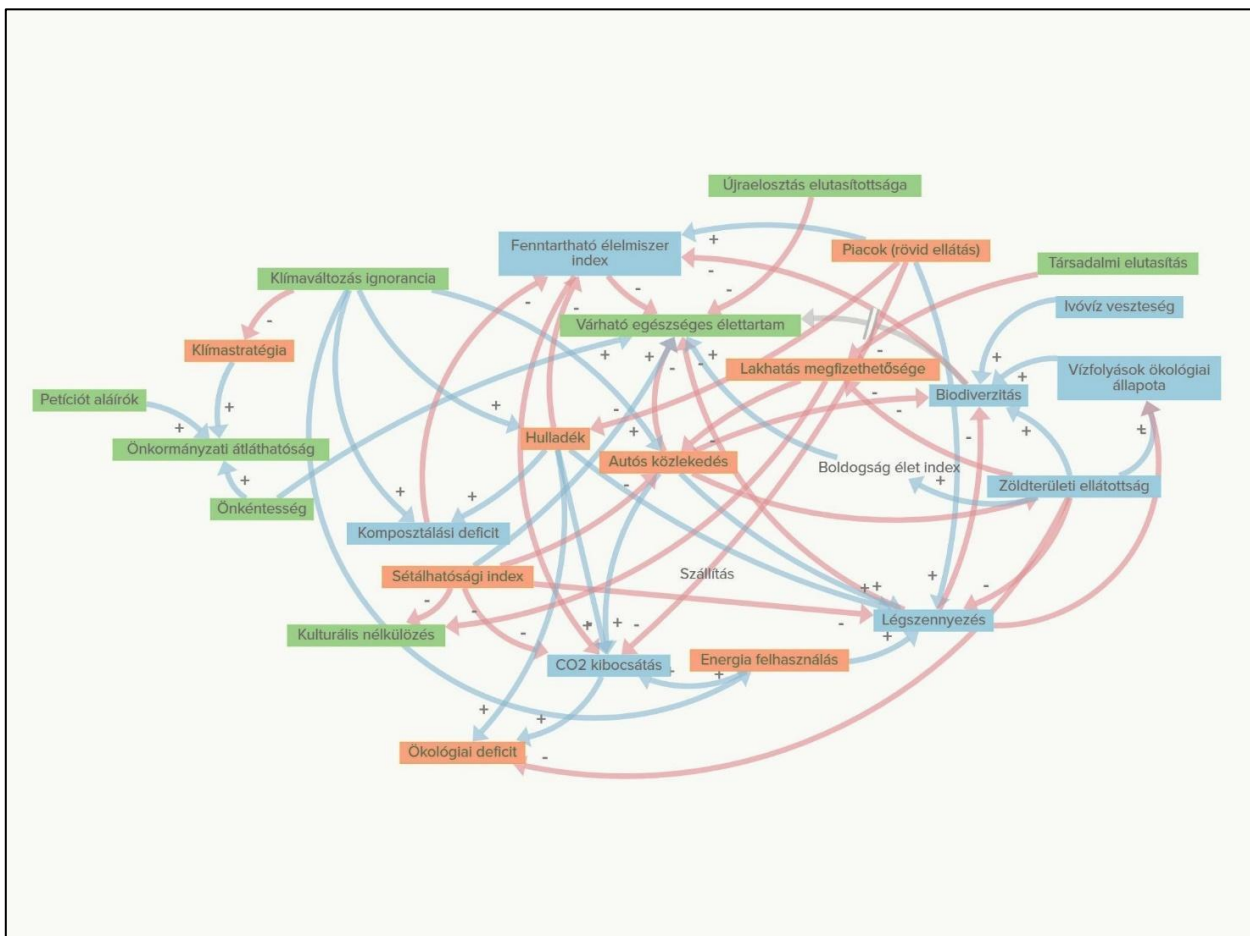 Újraelosztás elutasítottsága
Fenntartható élelmiszer
index
Piacok (rövid ellátás)
Társadalmi elutasítás
Klímaváltozás ignorancia
Ivóvíz veszteség
Várható egészséges élettartam
Klímastratégia
Lakhatás megfizethetősége
Vízfolyások ökológiai
állapota
Biodiverzitás
Petíciót aláírók
Önkormányzati átláthatóság
Hulladék
Autós közlekedés
Boldogság élet index
Zöldterületi ellátottság
Önkéntesség
Komposztálási deficit
Sétálhatósági index
Szállítás
Légszennyezés
Kulturális nélkülözés
CO2 kibocsátás
Energia felhasználás
Ökológiai deficit